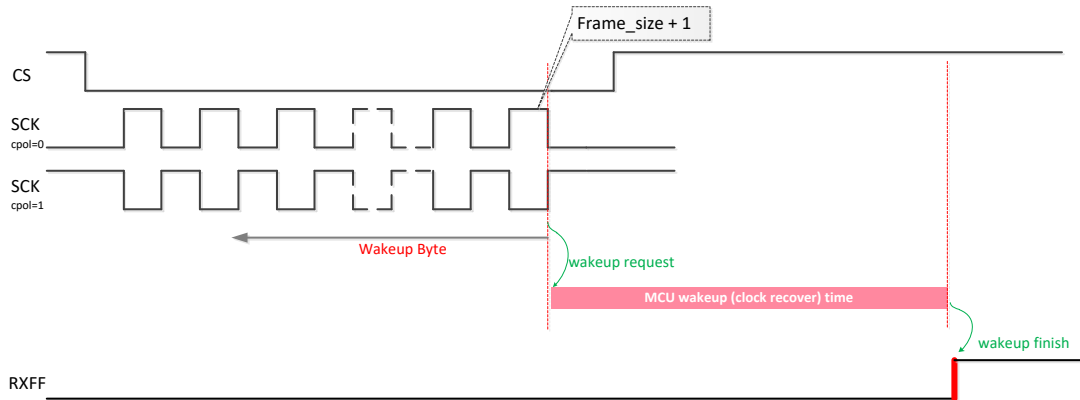 Frame_size + 1
CS
SCK
cpol=0
SCK
cpol=1
Wakeup Byte
wakeup request
MCU wakeup (clock recover) time
wakeup finish
RXFF